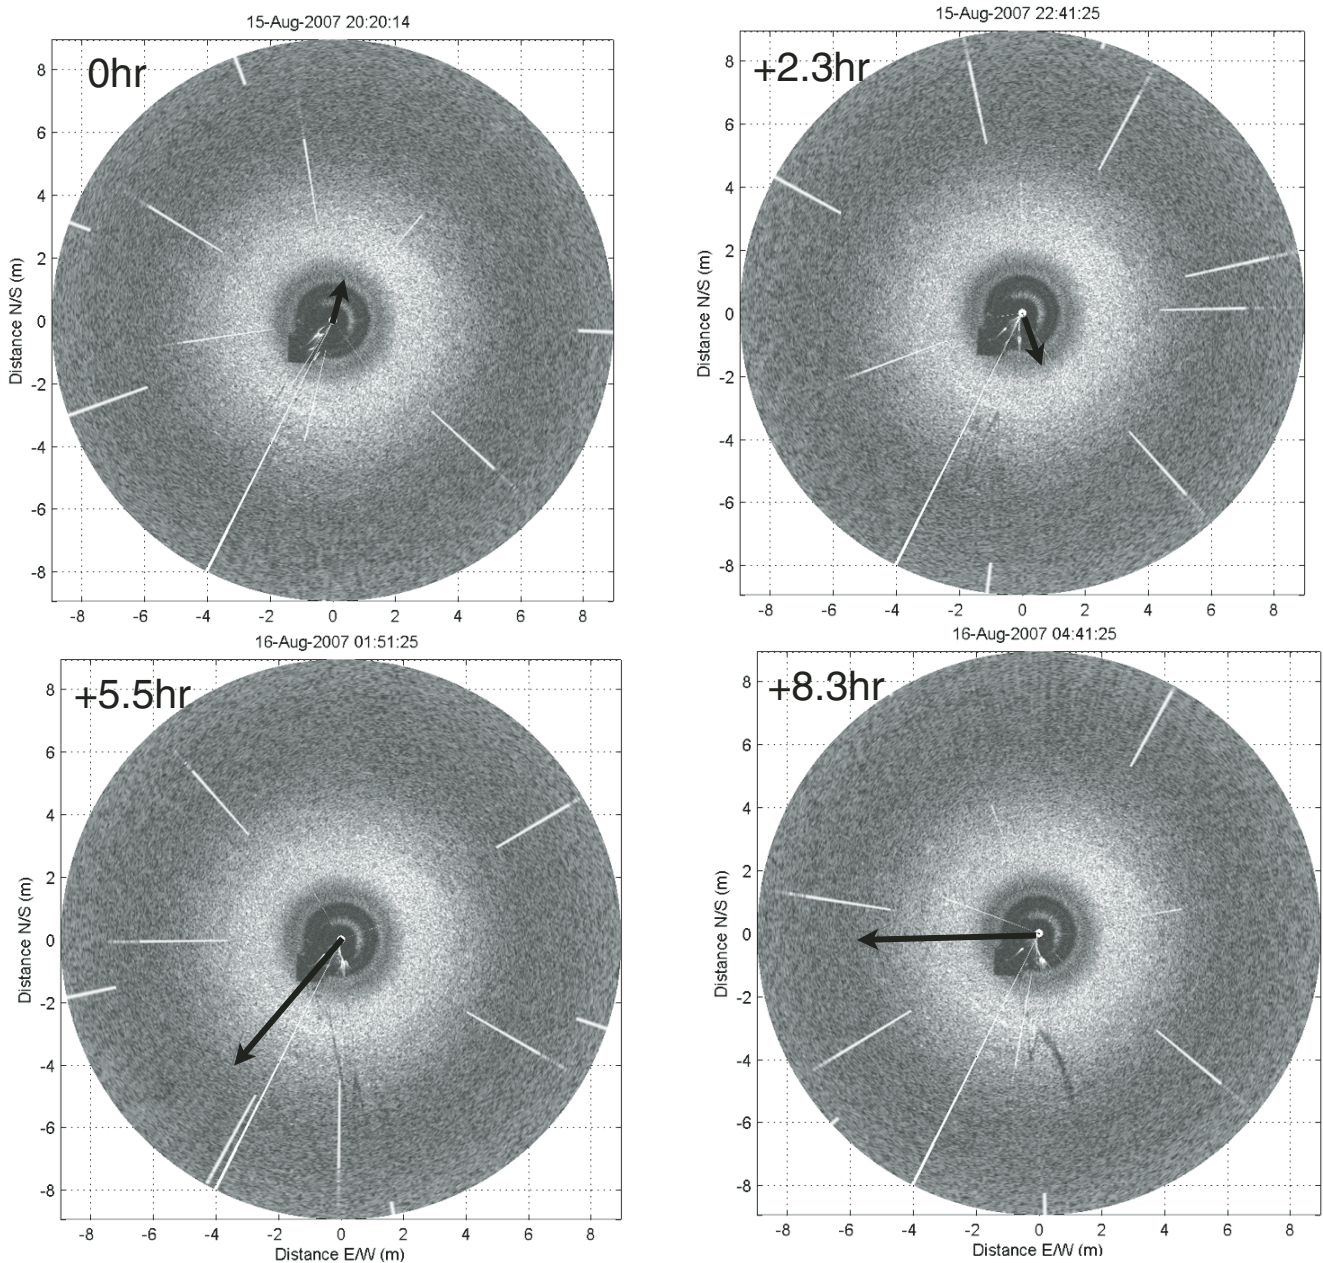 15-Aug-2007 20:20:14
0hr
Distance N/S (m)
8
6
4
2
0
-2
-4
-6
-8
-8 -6 -4 -2 0 2 4 6 8
15-Aug-2007 22:41:25
+2.3hr
Distance N/S (m)
8
6
4
2
0
-2
-4
-6
-8
-8 -6 -4 -2 0 2 4 6 8
16-Aug-2007 01:51:25
+5.5hr
Distance N/S (m)
8
6
4
2
0
-2
-4
-6
-8
-8 -6 -4 -2 0 2 4 6 8
Distance E/W (m)
16-Aug-2007 04:41:25
+8.3hr
Distance N/S (m)
8
6
4
2
0
-2
-4
-6
-8
-8 -6 -4 -2 0 2 4 6 8
Distance E/W (m)